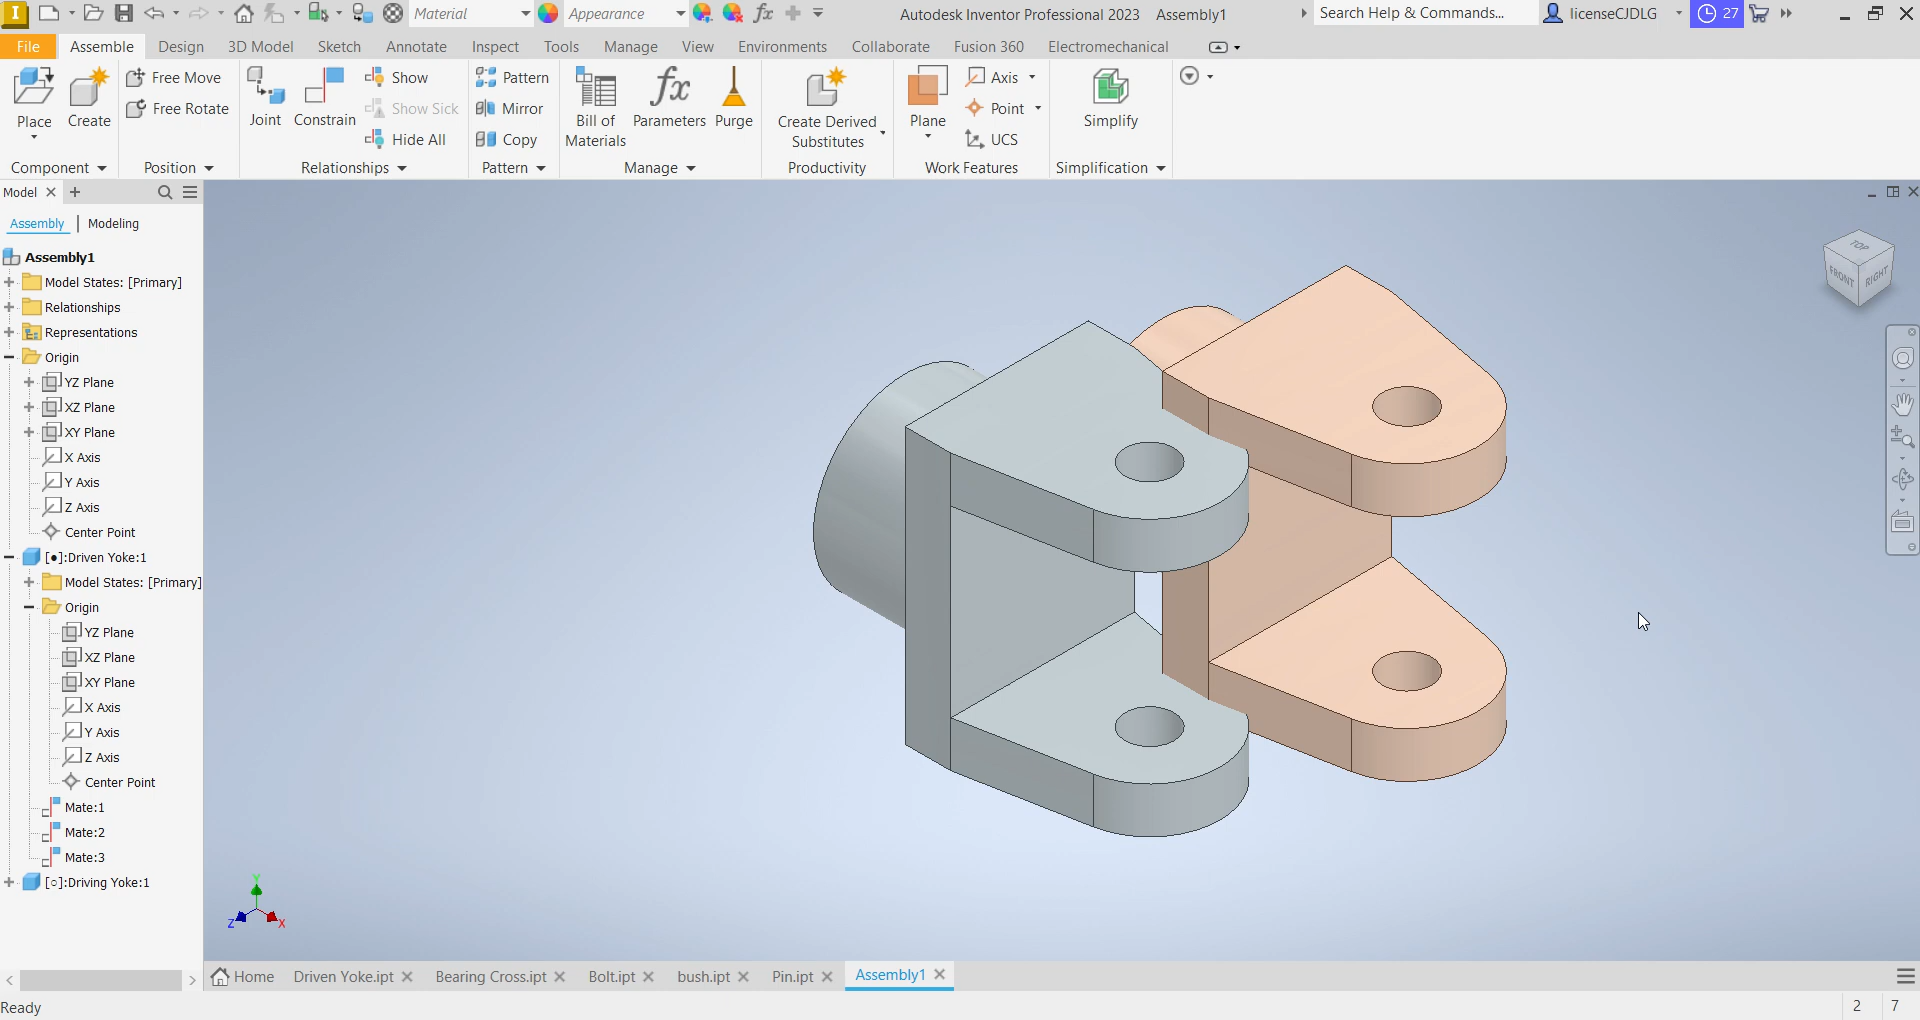 Material
Appearance
Autodesk Inventor Professional 2023 Assembly1
Search Help & Commands...
licenseCJDLG
27
File Assemble Design 3D Model Sketch Annotate Inspect Tools Manage View Environments Collaborate Fusion 360 Electromechanical
Place
Create
Component
Free Move
Free Rotate
Position
Joint
Constrain
Show
Show Sick
Hide All
Relationships
Pattern
Mirror
Copy
Pattern
Bill of
Materials
Parameters
Purge
Manage
Create Derived
Substitutes
Productivity
Plane
Axis
Point
UCS
Work Features
Simplify
Simplification
Model
Assembly | Modeling
Assembly1
Model States: [Primary]
Relationships
Representations
Origin
YZ Plane
XZ Plane
XY Plane
X Axis
Y Axis
Z Axis
Center Point
[●]:Driven Yoke:1
Model States: [Primary]
Origin
YZ Plane
XZ Plane
XY Plane
X Axis
Y Axis
Z Axis
Center Point
Mate:1
Mate:2
Mate:3
[○]:Driving Yoke:1
TOP
FRONT
RIGHT
Y
Z
X
Home Driven Yoke.ipt Bearing Cross.ipt Bolt.ipt bush.ipt Pin.ipt Assembly1
Ready
2 7